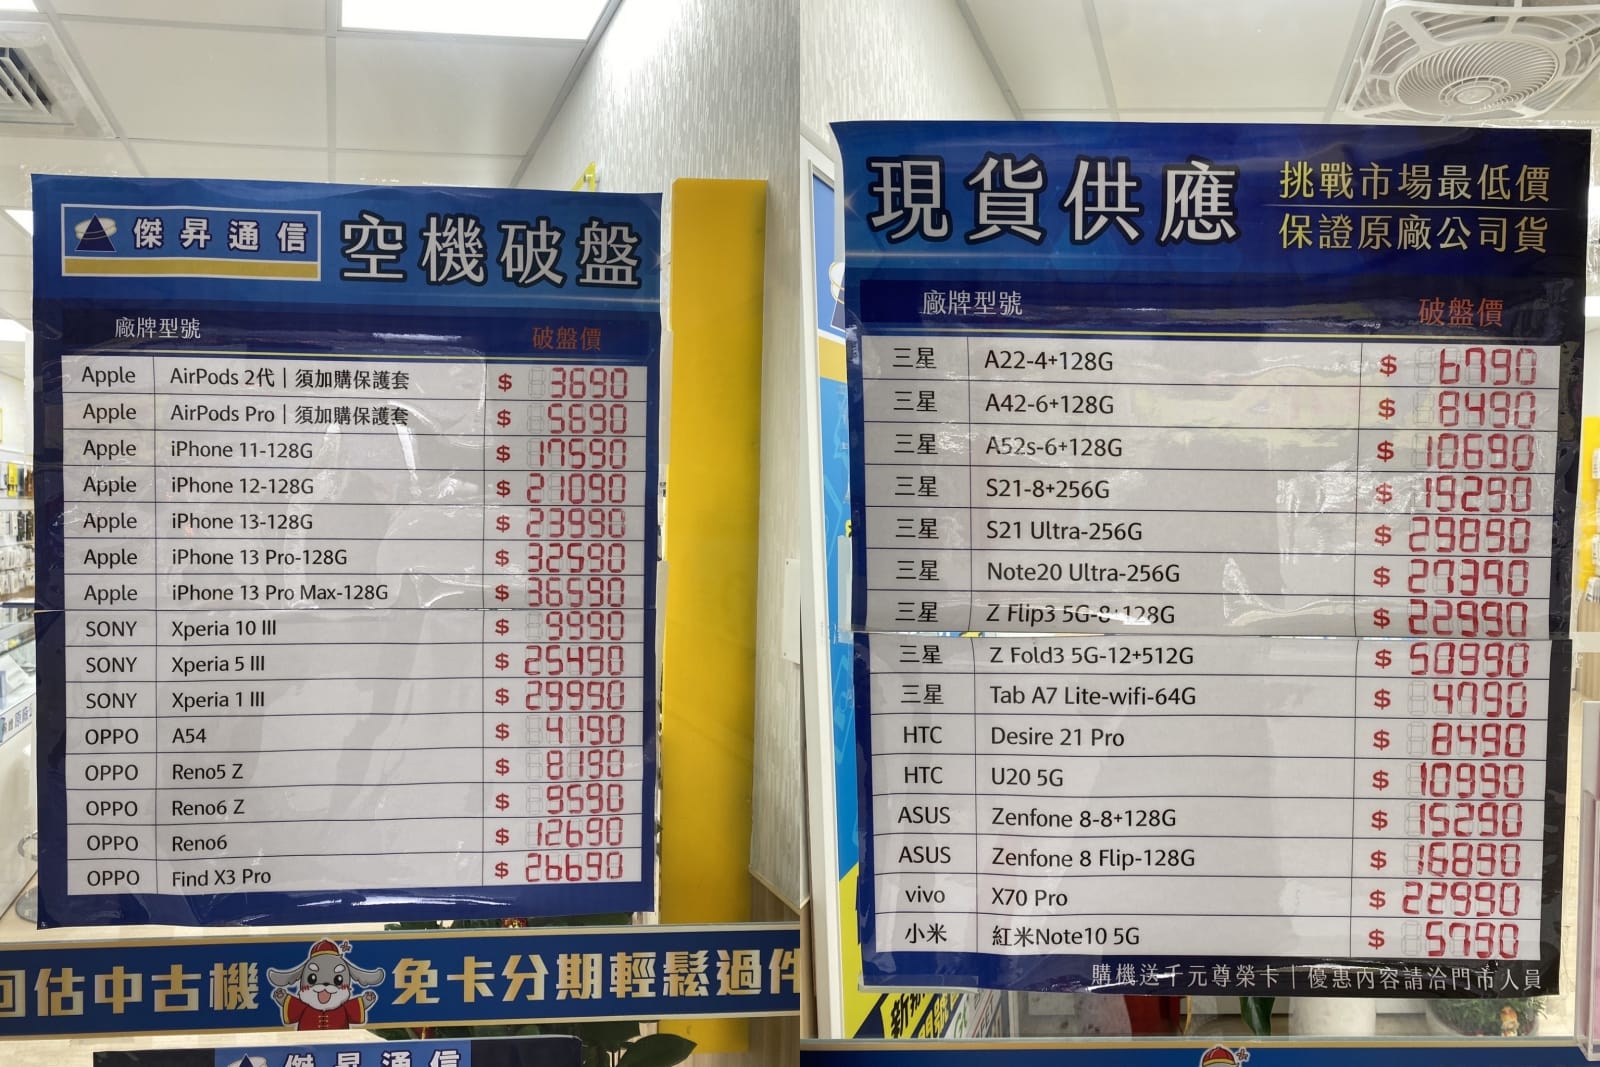 傑昇通信 空機破盤
廠牌型號 破盤價
Apple AirPods 2代|須加購保護套 $ 3690
Apple AirPods Pro|須加購保護套 $ 5690
Apple iPhone 11-128G $ 17590
Apple iPhone 12-128G $ 21090
Apple iPhone 13-128G $ 23990
Apple iPhone 13 Pro-128G $ 32590
Apple iPhone 13 Pro Max-128G $ 36590
SONY Xperia 10 III $ 9990
SONY Xperia 5 III $ 25490
SONY Xperia 1 III $ 29990
OPPO A54 $ 4190
OPPO Reno5 Z $ 8190
OPPO Reno6 Z $ 9590
OPPO Reno6 $ 12690
OPPO Find X3 Pro $ 26690
回估中古機 免卡分期輕鬆過件
傑昇通信
現貨供應
挑戰市場最低價
保證原廠公司貨
廠牌型號 破盤價
三星 A22-4+128G $ 6790
三星 A42-6+128G $ 8490
三星 A52s-6+128G $ 10690
三星 S21-8+256G $ 19290
三星 S21 Ultra-256G $ 29890
三星 Note20 Ultra-256G $ 27390
三星 Z Flip3 5G-8+128G $ 22990
三星 Z Fold3 5G-12+512G $ 50990
三星 Tab A7 Lite-wifi-64G $ 4790
HTC Desire 21 Pro $ 8490
HTC U20 5G $ 10990
ASUS Zenfone 8-8+128G $ 15290
ASUS Zenfone 8 Flip-128G $ 16890
vivo X70 Pro $ 22990
小米 紅米Note10 5G $ 5790
購機送千元尊榮卡|優惠內容請洽門市人員